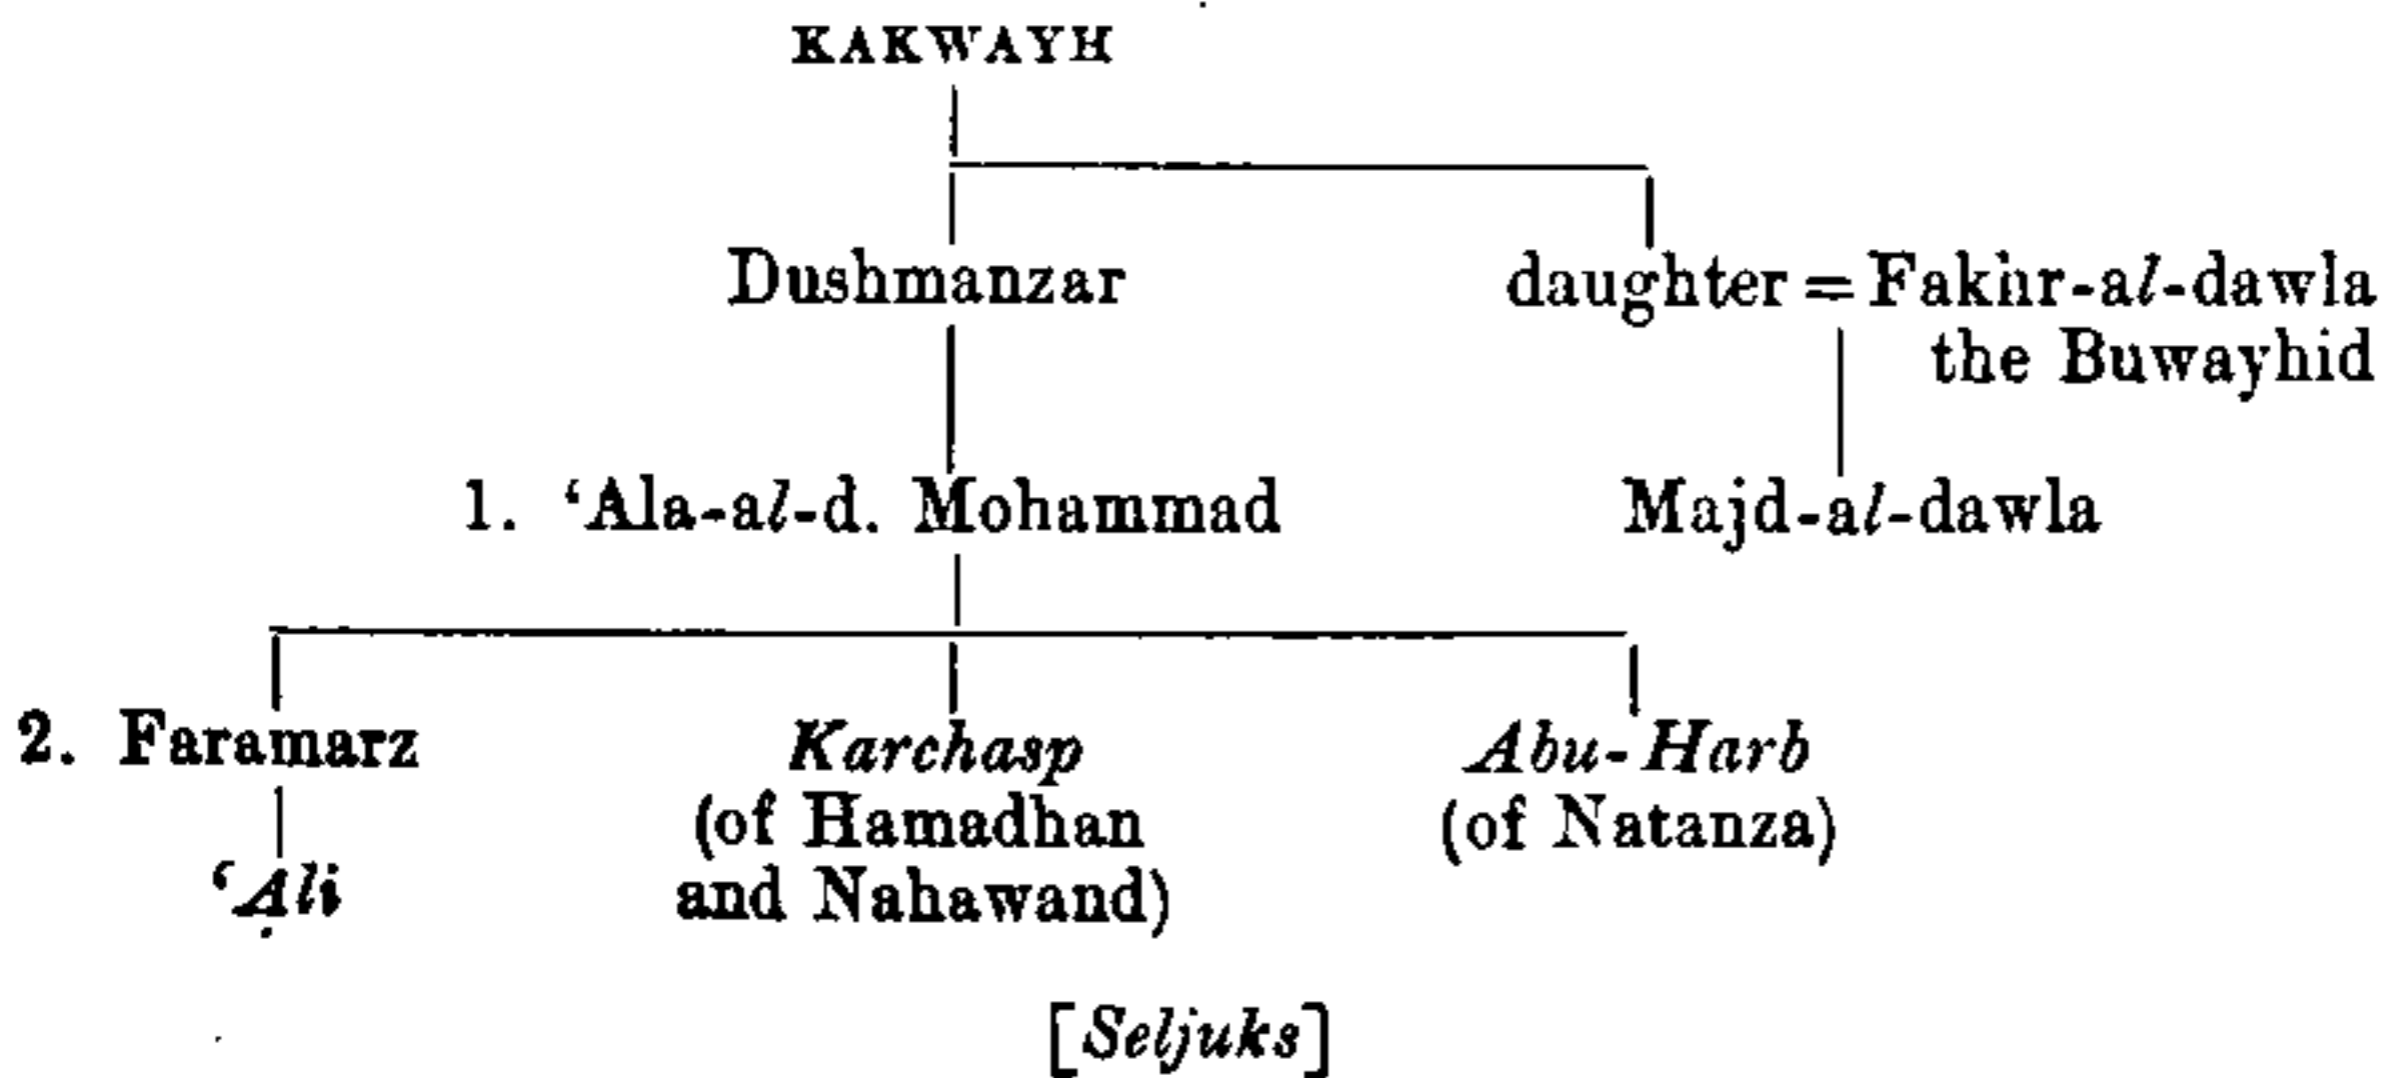 KAKWAYH
Dushmanzar
daughter = Fakhr-al-dawla
the Buwayhid
1. ‘Ala-al-d. Mohammad
Majd-al-dawla
2. Faramarz
Karchasp
(of Hamadhan
and Nahawand)
Abu-Harb
(of Natanza)
‘Ali
[Seljuks]